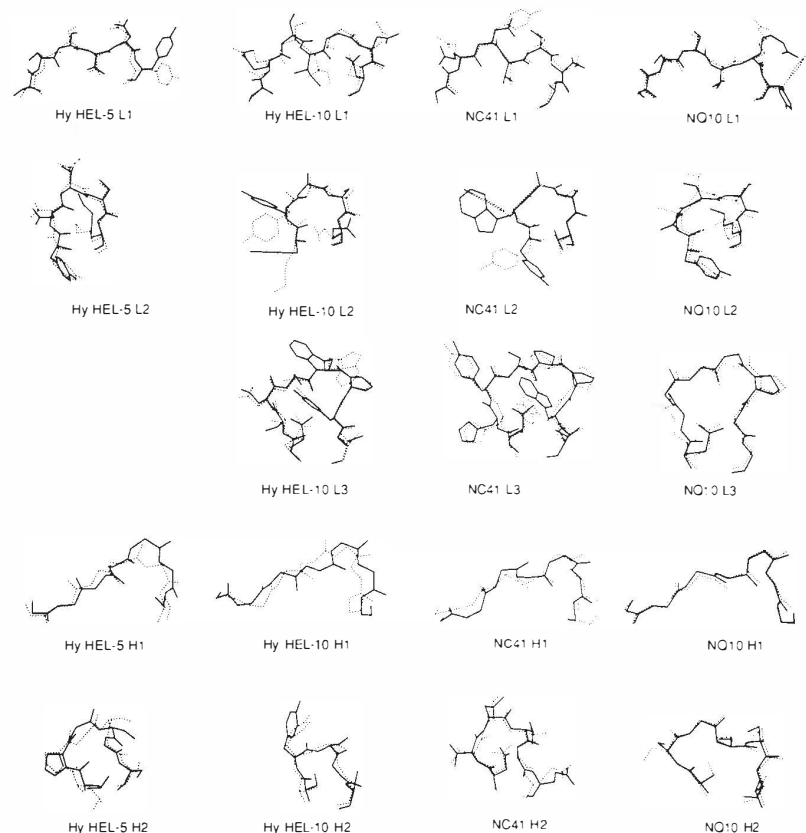 Hy HEL-5 L1
Hy HEL-10 L1
NC41 L1
NQ10 L1
Hy HEL-5 L2
Hy HEL-10 L2
NC41 L2
NQ10 L2
Hy HEL-10 L3
NC41 L3
NQ10 L3
Hy HEL-5 H1
Hy HEL-10 H1
NC41 H1
NQ10 H1
Hy HEL-5 H2
Hy HEL-10 H2
NC41 H2
NQ10 H2